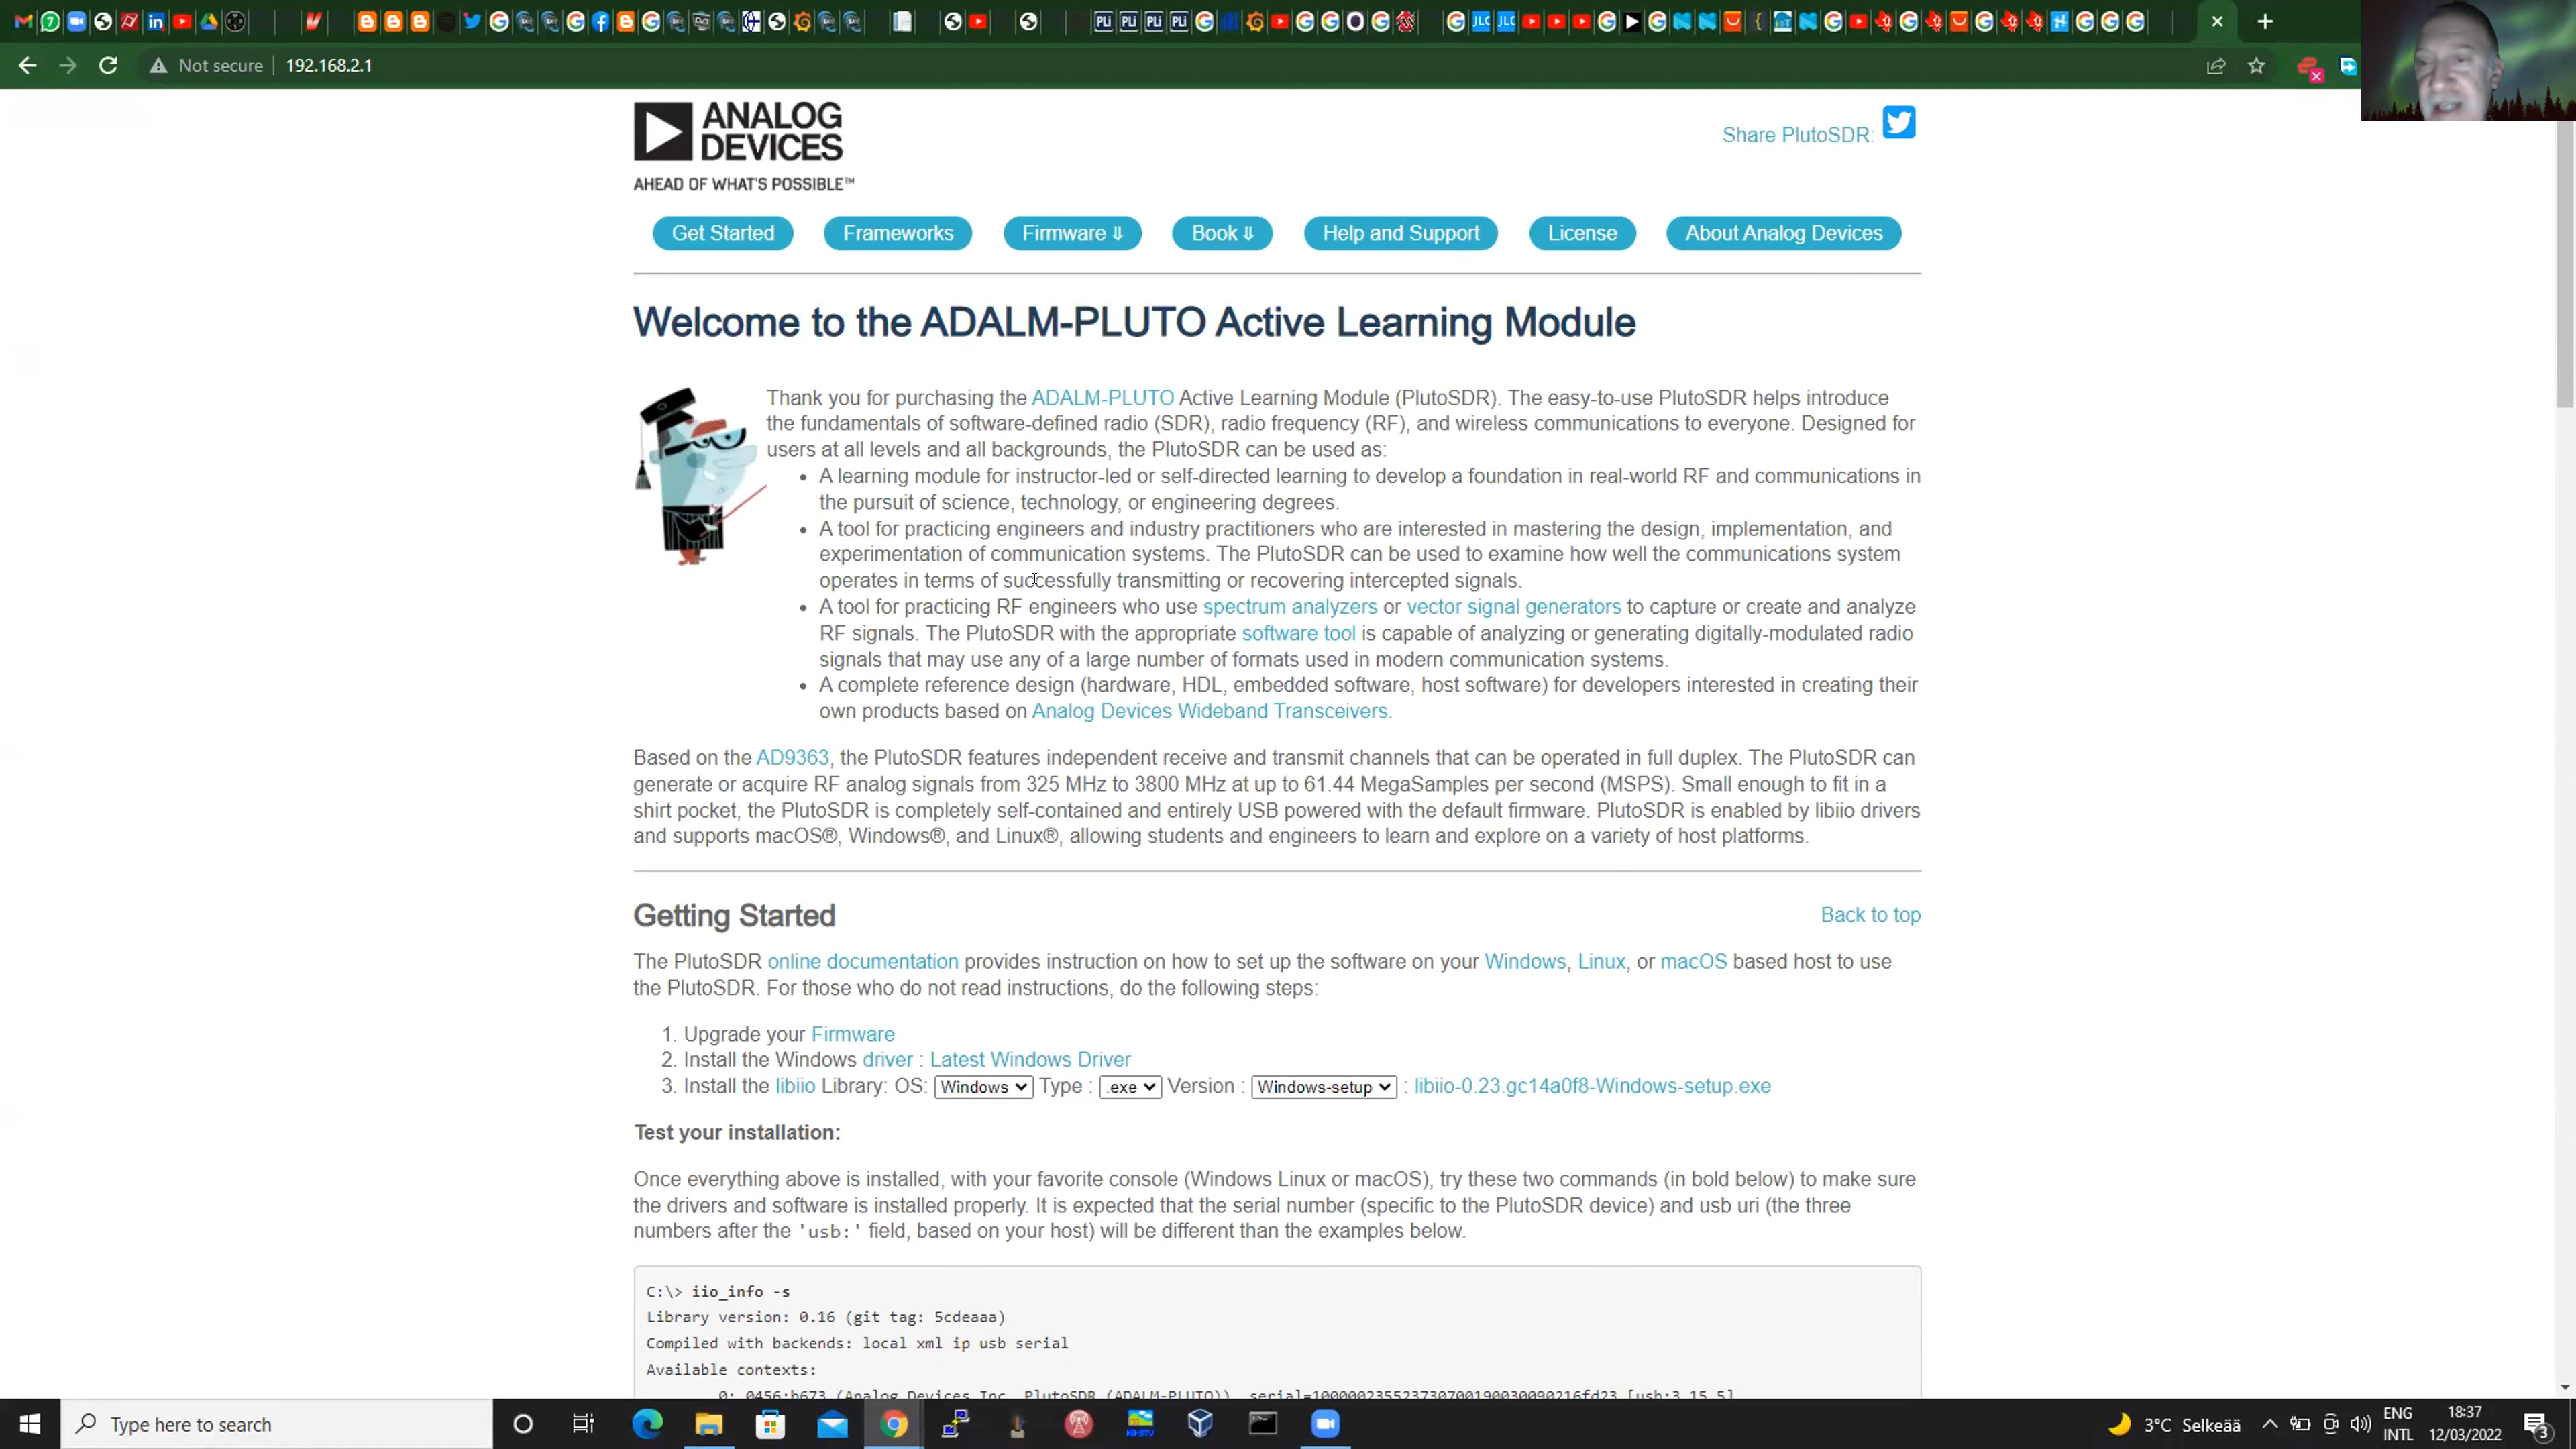 Not secure
192.168.2.1
ANALOG
DEVICES
AHEAD OF WHAT'S POSSIBLE™
Share PlutoSDR:
Get Started
Frameworks
Firmware ⇓
Book ⇓
Help and Support
License
About Analog Devices
Welcome to the ADALM-PLUTO Active Learning Module
Thank you for purchasing the ADALM-PLUTO Active Learning Module (PlutoSDR). The easy-to-use PlutoSDR helps introduce
the fundamentals of software-defined radio (SDR), radio frequency (RF), and wireless communications to everyone. Designed for
users at all levels and all backgrounds, the PlutoSDR can be used as:
• A learning module for instructor-led or self-directed learning to develop a foundation in real-world RF and communications in
the pursuit of science, technology, or engineering degrees.
• A tool for practicing engineers and industry practitioners who are interested in mastering the design, implementation, and
experimentation of communication systems. The PlutoSDR can be used to examine how well the communications system
operates in terms of successfully transmitting or recovering intercepted signals.
• A tool for practicing RF engineers who use spectrum analyzers or vector signal generators to capture or create and analyze
RF signals. The PlutoSDR with the appropriate software tool is capable of analyzing or generating digitally-modulated radio
signals that may use any of a large number of formats used in modern communication systems.
• A complete reference design (hardware, HDL, embedded software, host software) for developers interested in creating their
own products based on Analog Devices Wideband Transceivers.
Based on the AD9363, the PlutoSDR features independent receive and transmit channels that can be operated in full duplex. The PlutoSDR can
generate or acquire RF analog signals from 325 MHz to 3800 MHz at up to 61.44 MegaSamples per second (MSPS). Small enough to fit in a
shirt pocket, the PlutoSDR is completely self-contained and entirely USB powered with the default firmware. PlutoSDR is enabled by libiio drivers
and supports macOS®, Windows®, and Linux®, allowing students and engineers to learn and explore on a variety of host platforms.
Getting Started
Back to top
The PlutoSDR online documentation provides instruction on how to set up the software on your Windows, Linux, or macOS based host to use
the PlutoSDR. For those who do not read instructions, do the following steps:
1. Upgrade your Firmware
2. Install the Windows driver : Latest Windows Driver
3. Install the libiio Library: OS: Windows Type : .exe Version : Windows-setup : libiio-0.23.gc14a0f8-Windows-setup.exe
Test your installation:
Once everything above is installed, with your favorite console (Windows Linux or macOS), try these two commands (in bold below) to make sure
the drivers and software is installed properly. It is expected that the serial number (specific to the PlutoSDR device) and usb uri (the three
numbers after the 'usb:' field, based on your host) will be different than the examples below.
C:\> iio_info -s
Library version: 0.16 (git tag: 5cdeaaa)
Compiled with backends: local xml ip usb serial
Available contexts:
0: 0456:b673 (Analog Devices Inc. PlutoSDR (ADALM-PLUTO)), serial=10000023552373070019003009021​6fd23 [usb:3.15.5]
Type here to search
3°C Selkeää
ENG
INTL
18:37
12/03/2022
3